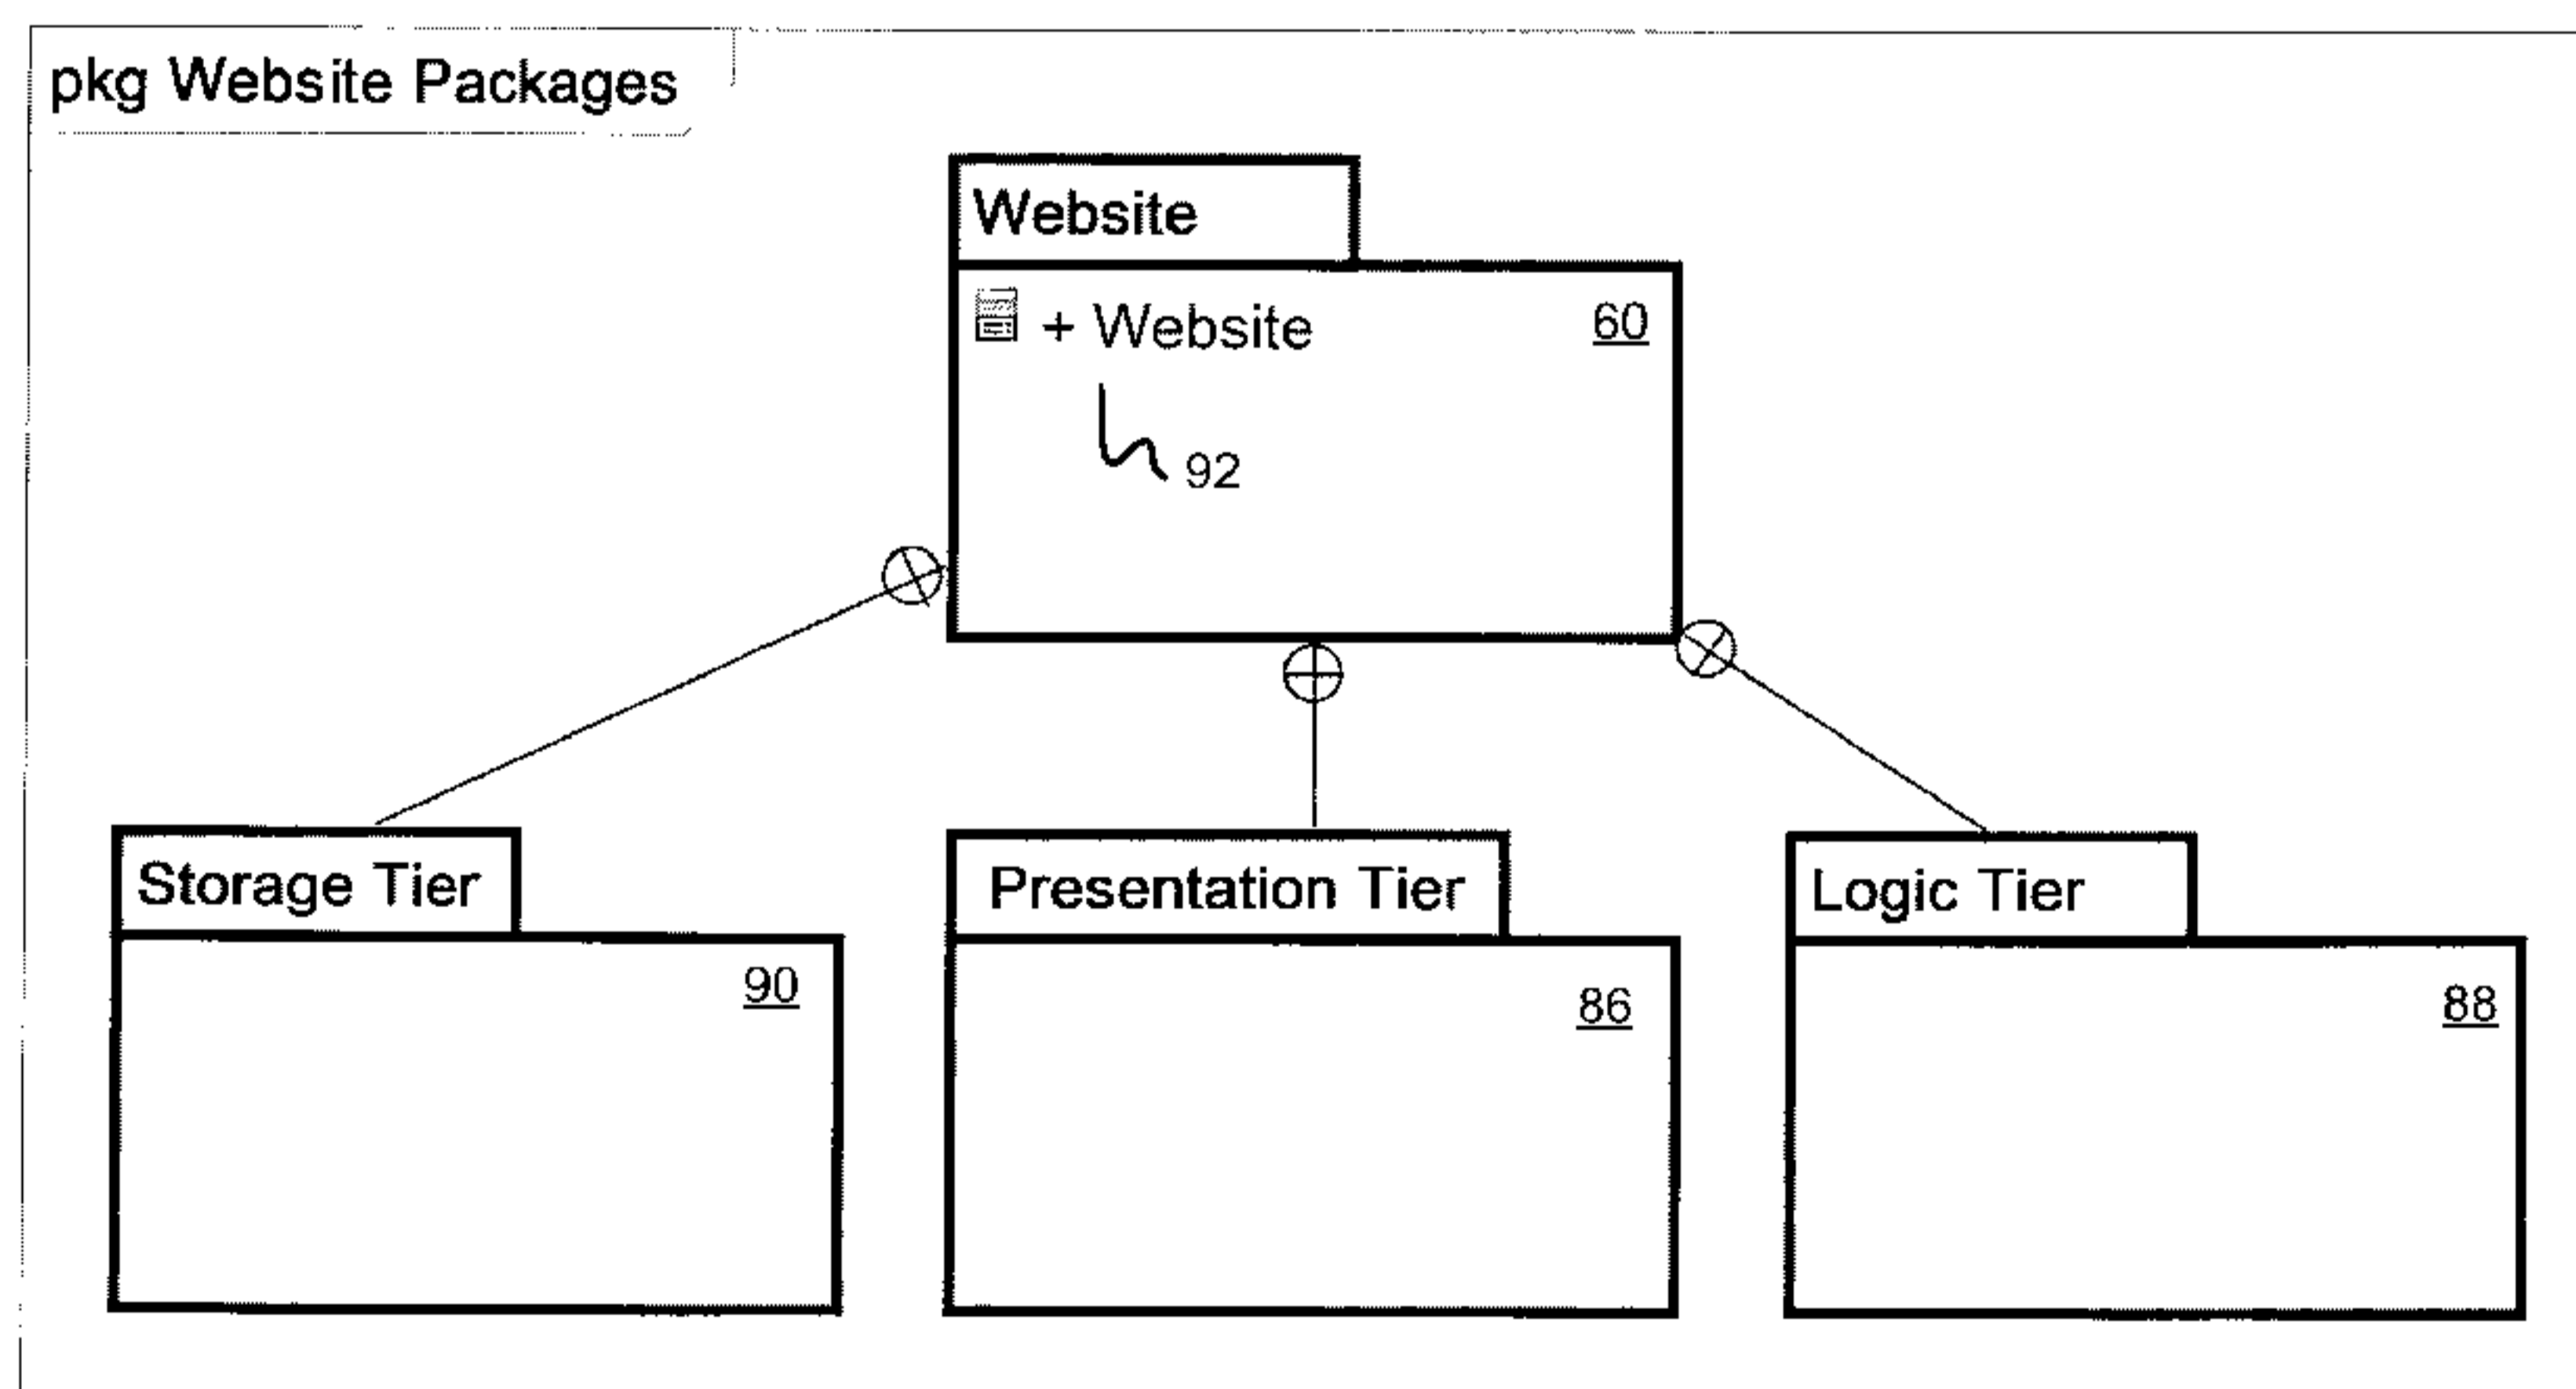 pkg Website Packages
Website
+ Website
60
92
Storage Tier
Presentation Tier
Logic Tier
90
86
88